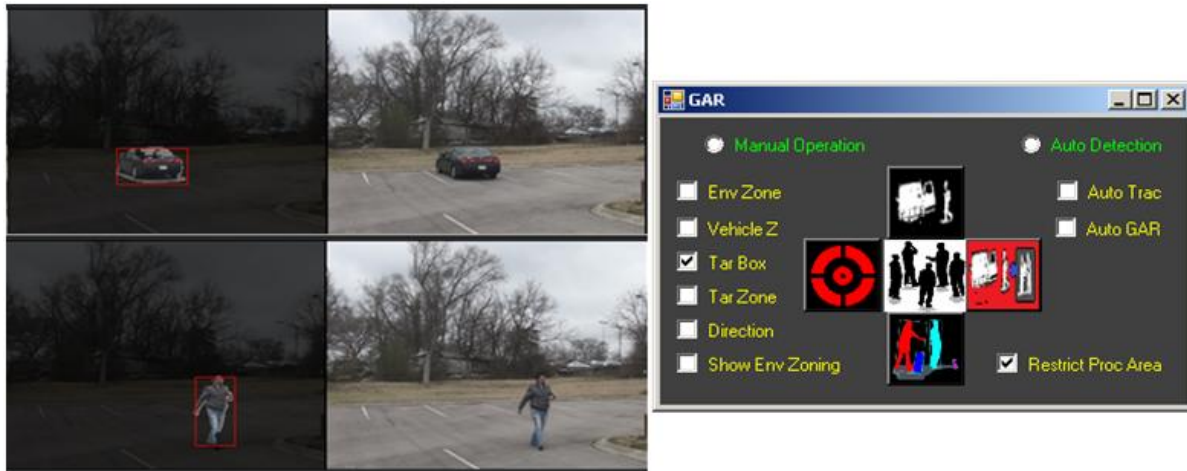 GAR
Manual Operation
Auto Detection
Env Zone
Auto Trac
Vehicle Z
Auto GAR
Tar Box
Tar Zone
Direction
Show Env Zoning
Restrict Proc Area